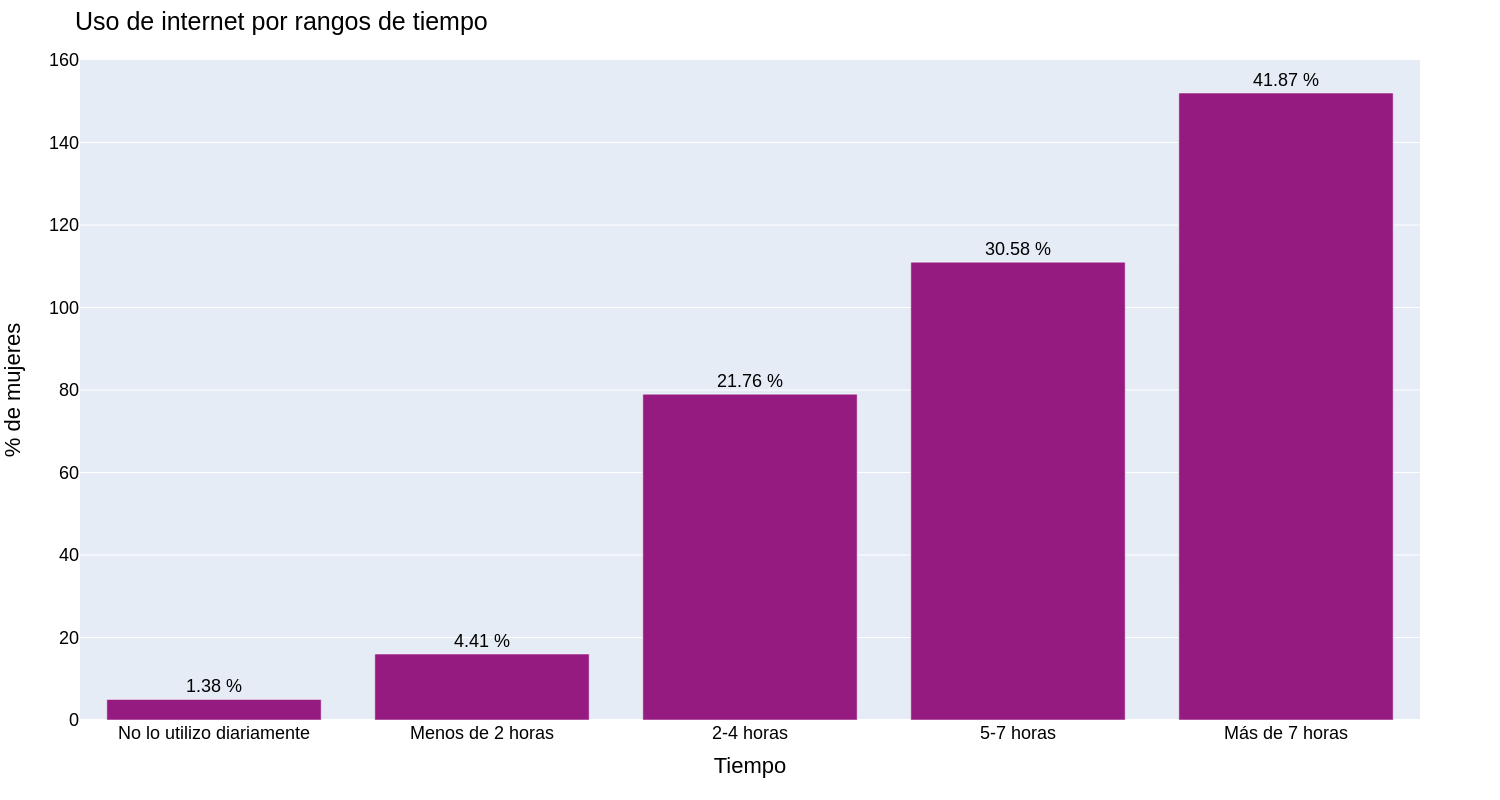 Uso de internet por rangos de tiempo
160
140
120
100
80
60
40
20
0
% de mujeres
1.38 %
4.41 %
21.76 %
30.58 %
41.87 %
No lo utilizo diariamente
Menos de 2 horas
2-4 horas
5-7 horas
Más de 7 horas
Tiempo